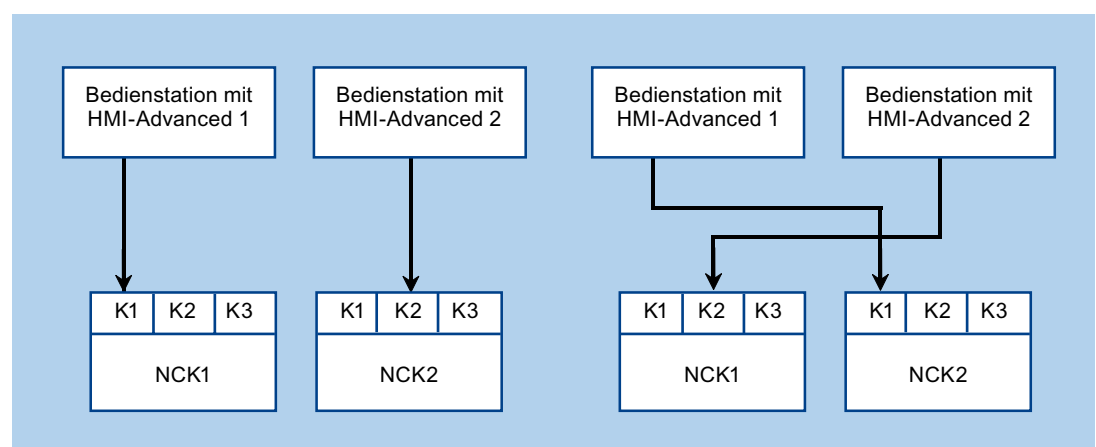 Bedienstation mit
HMI-Advanced 1
Bedienstation mit
HMI-Advanced 2
Bedienstation mit
HMI-Advanced 1
Bedienstation mit
HMI-Advanced 2
K1 K2 K3
NCK1
K1 K2 K3
NCK2
K1 K2 K3
NCK1
K1 K2 K3
NCK2